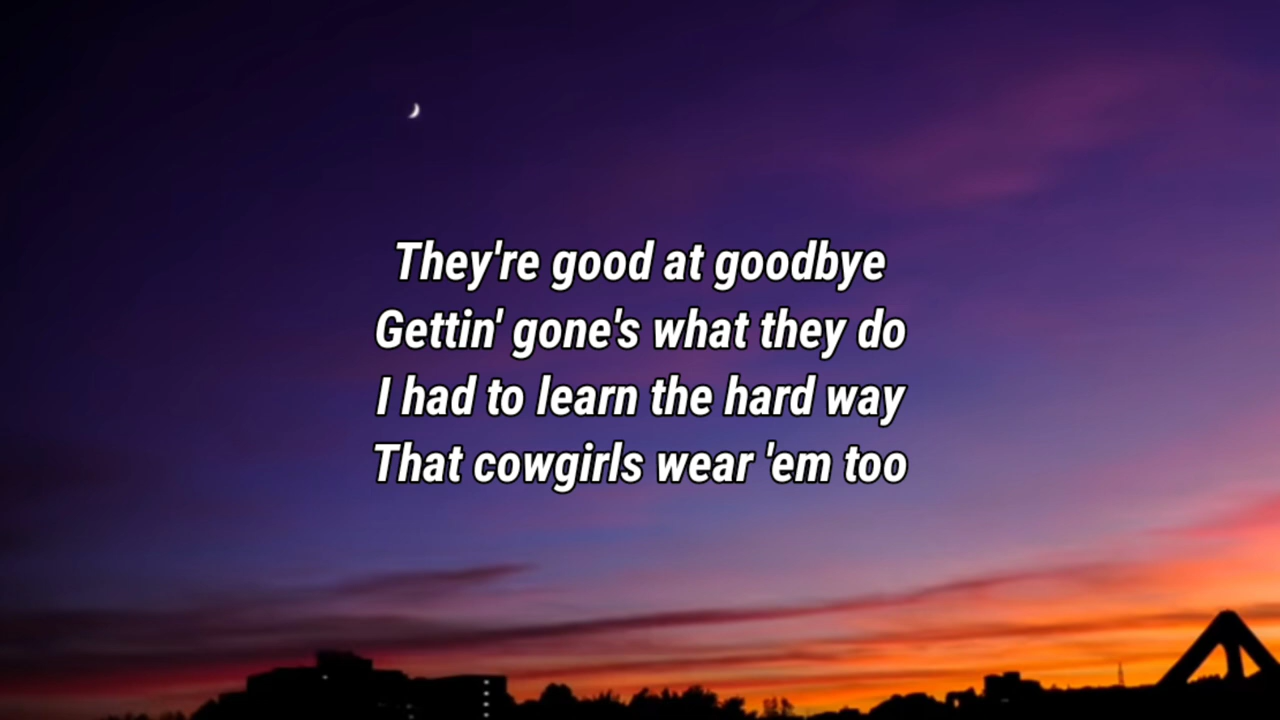 They're good at goodbye
Gettin' gone's what they do
I had to learn the hard way
That cowgirls wear 'em too